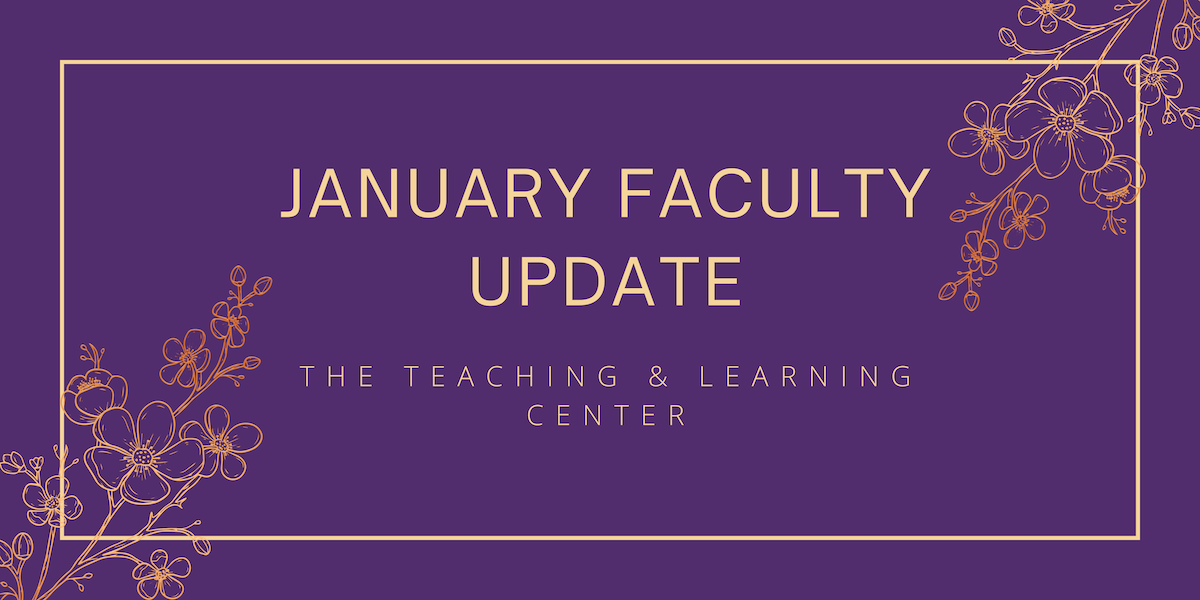 JANUARY FACULTY
UPDATE
THE TEACHING & LEARNING
CENTER